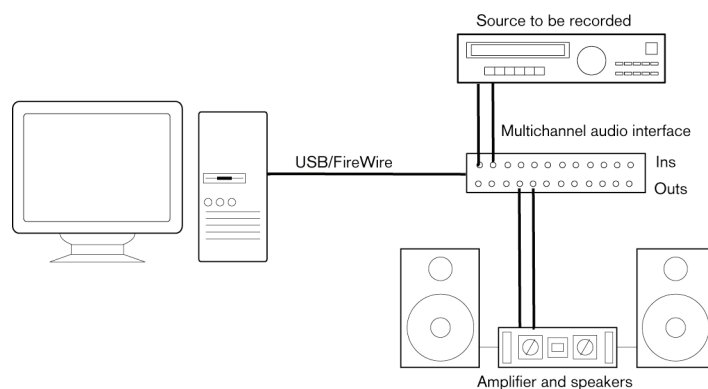 Source to be recorded
Multichannel audio interface
USB/FireWire
Ins
Outs
Amplifier and speakers